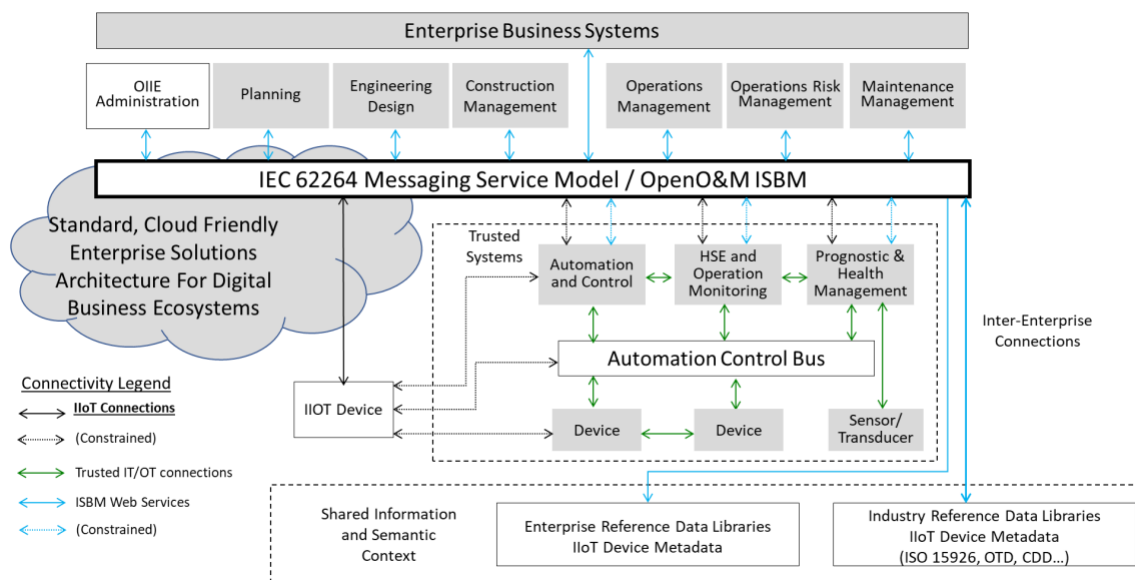 Enterprise Business Systems
OIIE
Administration
Planning
Engineering
Design
Construction
Management
Operations
Management
Operations Risk
Management
Maintenance
Management
IEC 62264 Messaging Service Model / OpenO&M ISBM
Standard, Cloud Friendly
Enterprise Solutions
Architecture For Digital
Business Ecosystems
Trusted
Systems
Automation
and Control
HSE and
Operation
Monitoring
Prognostic &
Health
Management
Inter-Enterprise
Connections
Automation Control Bus
Connectivity Legend
IIoT Connections
(Constrained)
Trusted IT/OT connections
ISBM Web Services
(Constrained)
IIOT Device
Device
Device
Sensor/
Transducer
Shared Information
and Semantic
Context
Enterprise Reference Data Libraries
IIoT Device Metadata
Industry Reference Data Libraries
IIoT Device Metadata
(ISO 15926, OTD, CDD...)